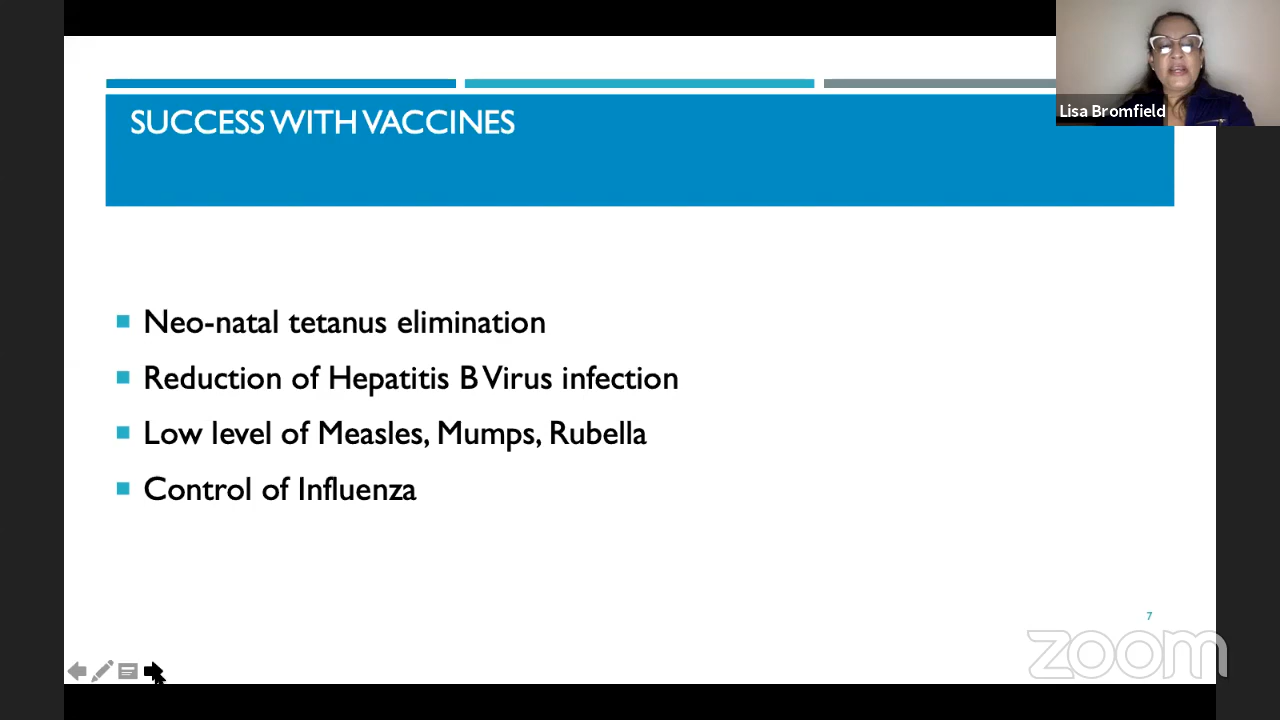 SUCCESS WITH VACCINES
Lisa Bromfield
Neo-natal tetanus elimination
Reduction of Hepatitis B Virus infection
Low level of Measles, Mumps, Rubella
Control of Influenza
7
zoom